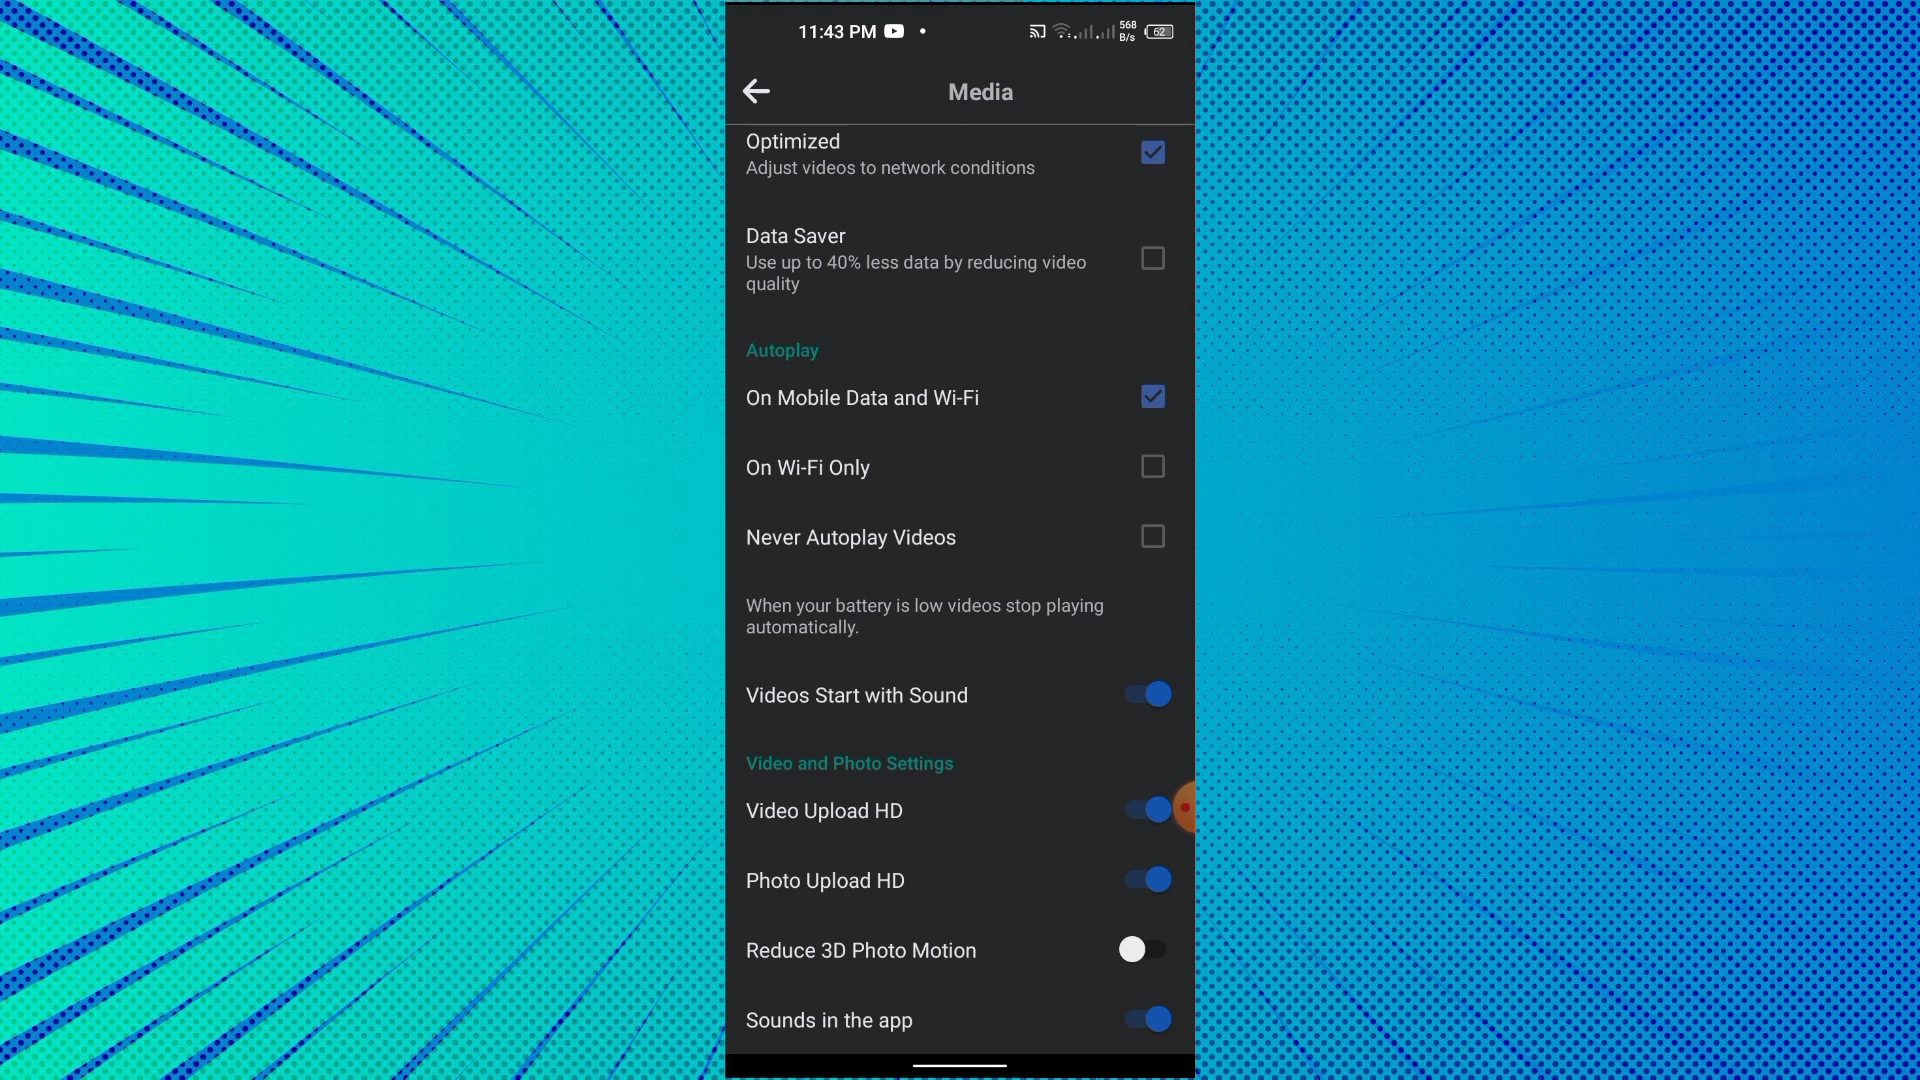 11:43 PM
568
B/s
62
Media
Optimized
Adjust videos to network conditions
Data Saver
Use up to 40% less data by reducing video
quality
Autoplay
On Mobile Data and Wi-Fi
On Wi-Fi Only
Never Autoplay Videos
When your battery is low videos stop playing
automatically.
Videos Start with Sound
Video and Photo Settings
Video Upload HD
Photo Upload HD
Reduce 3D Photo Motion
Sounds in the app